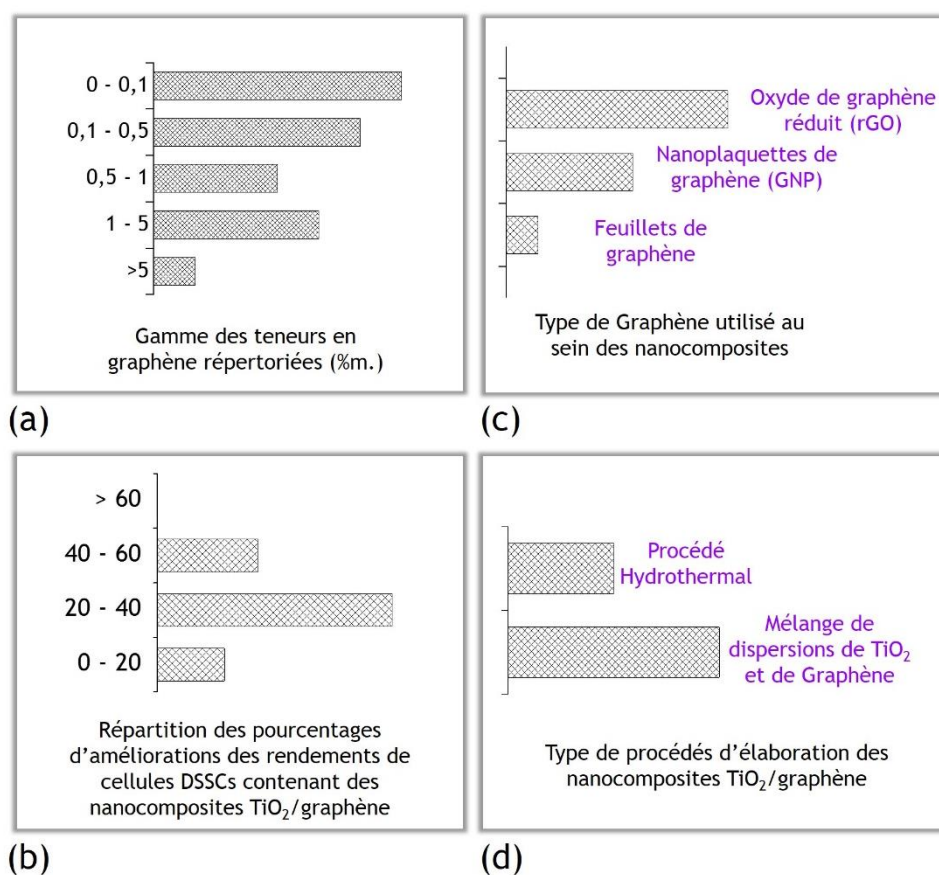 0 - 0,1
0,1 - 0,5
0,5 - 1
1 - 5
>5
Gamme des teneurs en
graphène répertoriées (%m.)
(a)
Oxyde de graphène
réduit (rGO)
Nanoplaquettes de
graphène (GNP)
Feuillets de
graphène
Type de Graphène utilisé au
sein des nanocomposites
(c)
> 60
40 - 60
20 - 40
0 - 20
Répartition des pourcentages
d’améliorations des rendements de
cellules DSSCs contenant des
nanocomposites TiO₂/graphène
(b)
Procédé
Hydrothermal
Mélange de
dispersions de TiO₂
et de Graphène
Type de procédés d’élaboration des
nanocomposites TiO₂/graphène
(d)